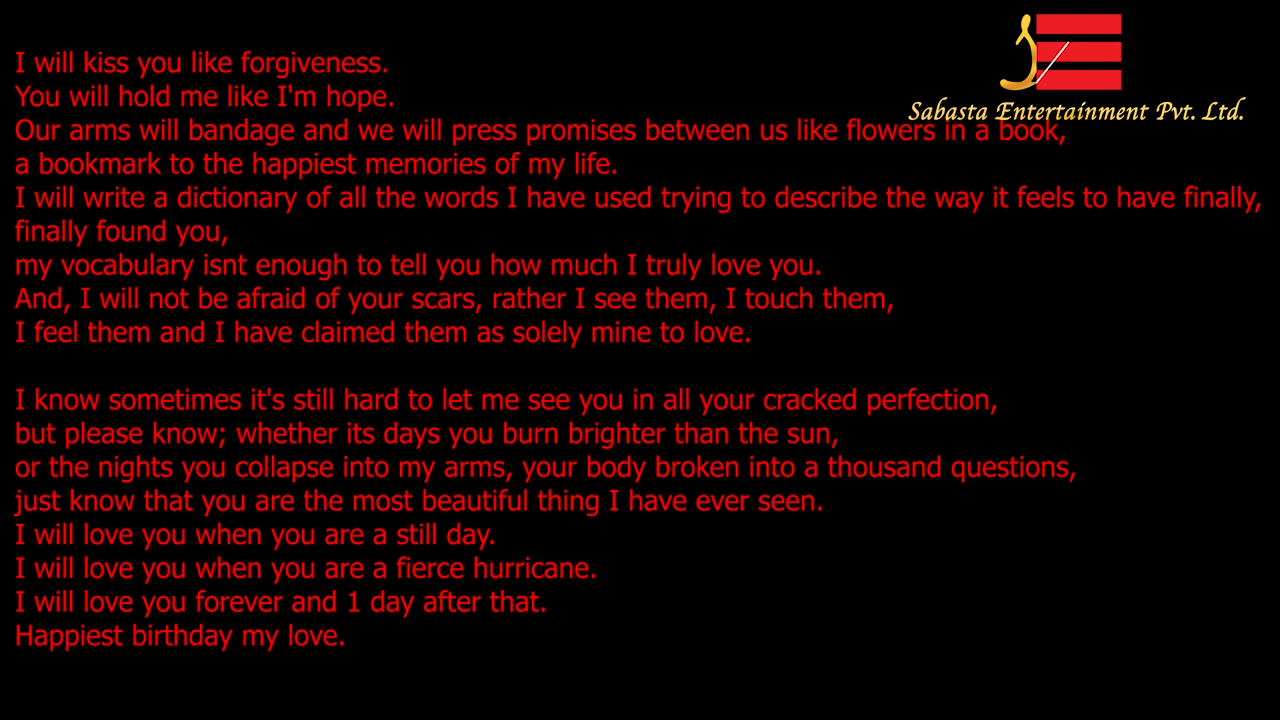 Sabasta Entertainment Pvt. Ltd.
I will kiss you like forgiveness.
You will hold me like I'm hope.
Our arms will bandage and we will press promises between us like flowers in a book,
a bookmark to the happiest memories of my life.
I will write a dictionary of all the words I have used trying to describe the way it feels to have finally,
finally found you,
my vocabulary isnt enough to tell you how much I truly love you.
And, I will not be afraid of your scars, rather I see them, I touch them,
I feel them and I have claimed them as solely mine to love.
I know sometimes it's still hard to let me see you in all your cracked perfection,
but please know; whether its days you burn brighter than the sun,
or the nights you collapse into my arms, your body broken into a thousand questions,
just know that you are the most beautiful thing I have ever seen.
I will love you when you are a still day.
I will love you when you are a fierce hurricane.
I will love you forever and 1 day after that.
Happiest birthday my love.